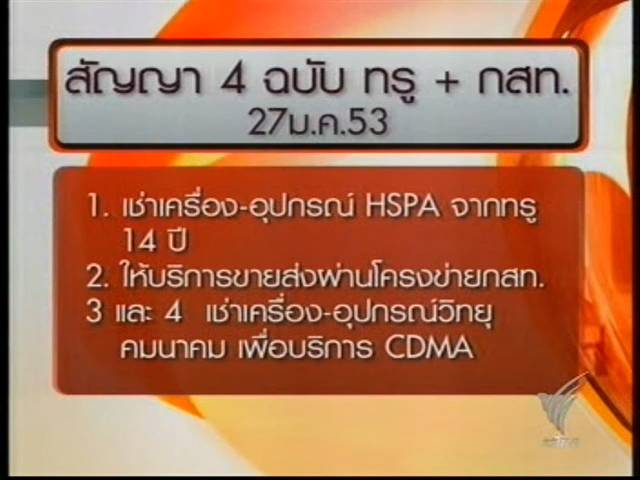 สัญญา 4 ฉบับ ทรู + กสท.
27ม.ค.53
1. เช่าเครื่อง-อุปกรณ์ HSPA จากทรู
14 ปี
2. ให้บริการขายส่งผ่านโครงข่ายกสท.
3 และ 4 เช่าเครื่อง-อุปกรณ์วิทยุ
คมนาคม เพื่อบริการ CDMA